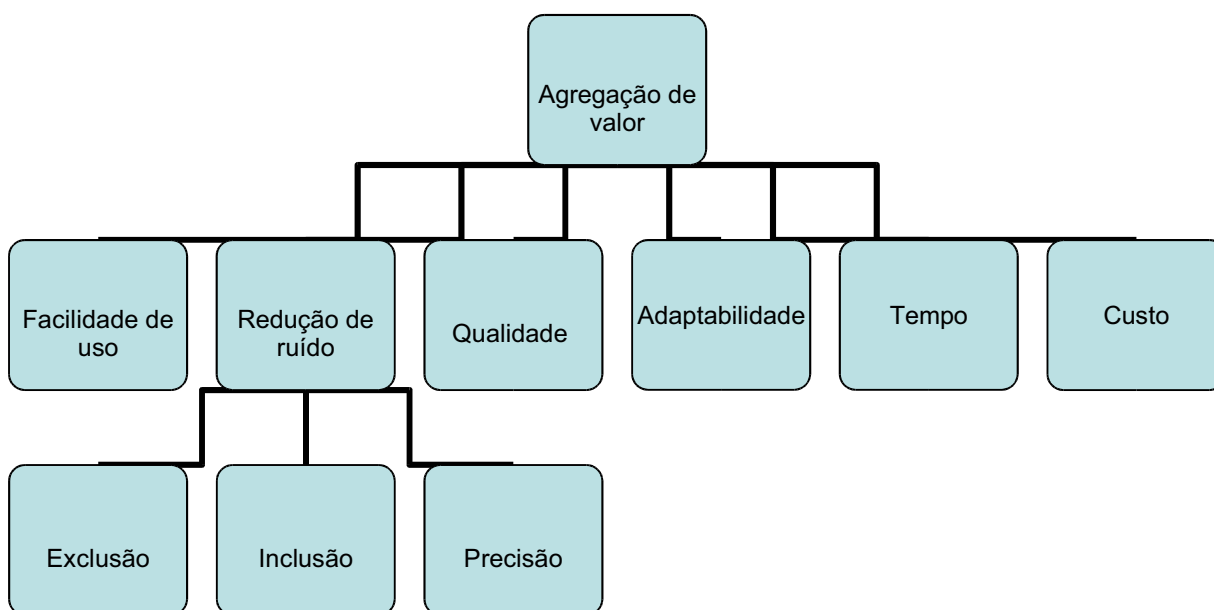 Agregação de
valor
Facilidade de
uso
Redução de
ruído
Qualidade
Adaptabilidade
Tempo
Custo
Exclusão
Inclusão
Precisão